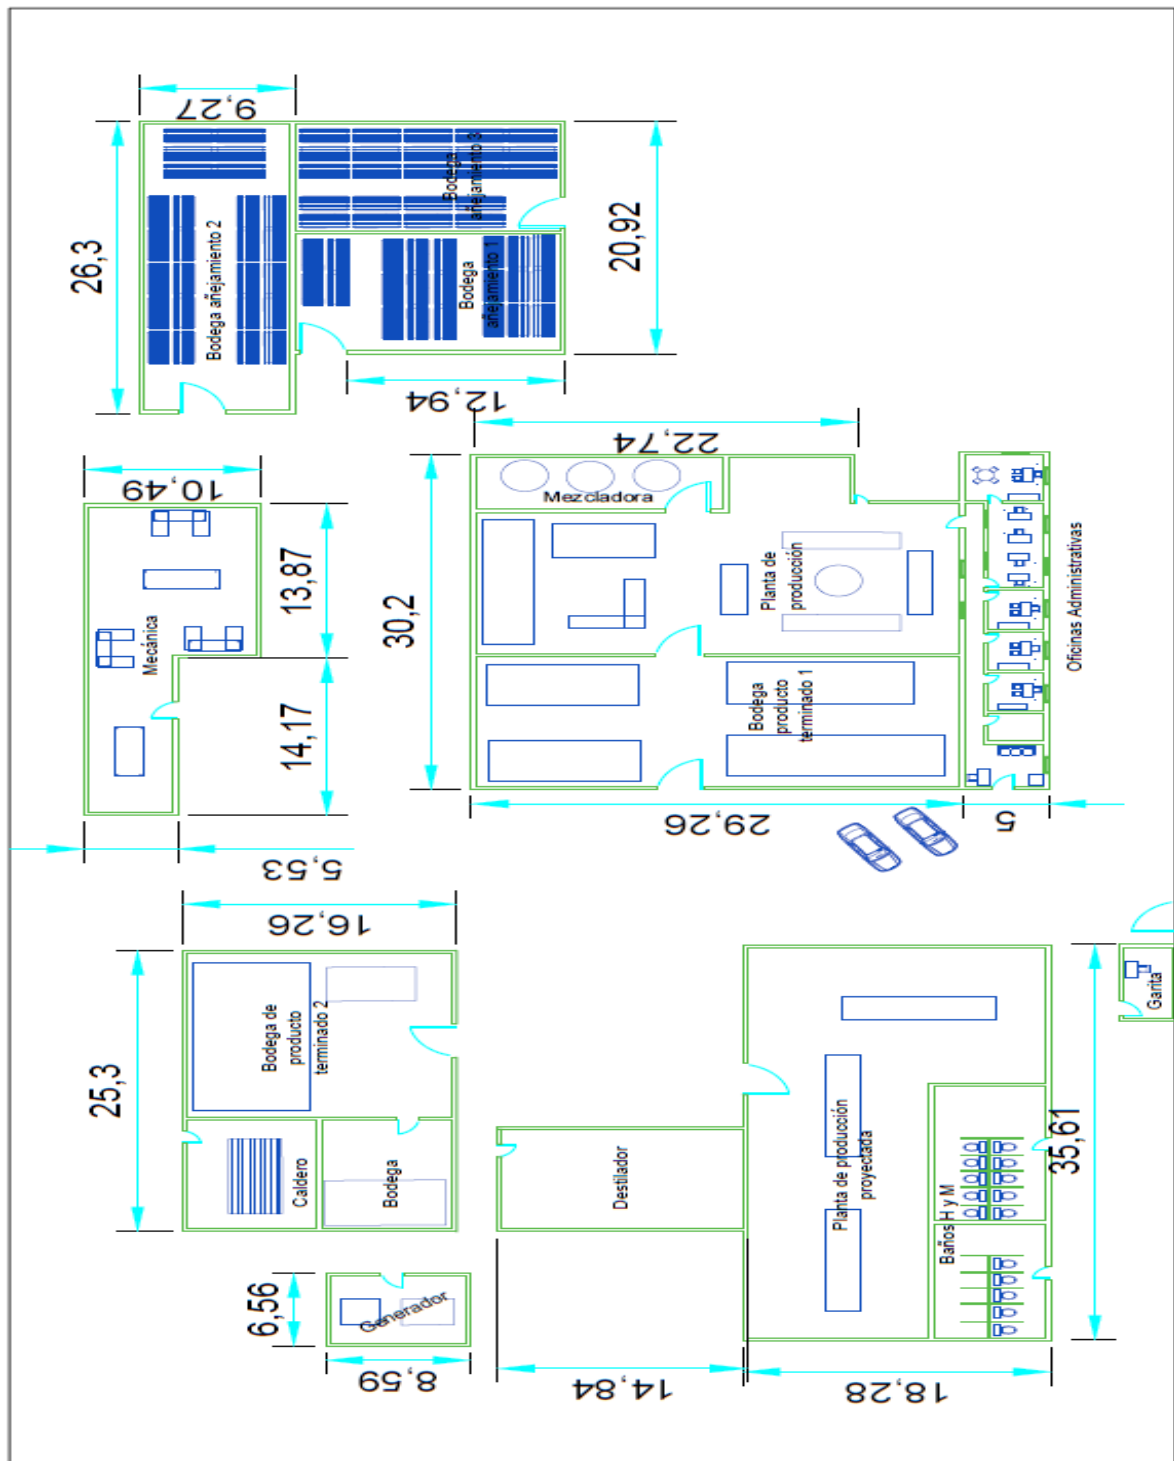 9,27
26,3
Bodega añejamiento 2
Bodega
añejamiento 3
Bodega
añejamiento 1
20,92
12,94
10,49
13,87
14,17
Mecánica
5,53
22,74
30,2
Mezcladora
Planta de
producción
Bodega
producto
terminado 1
Oficinas Administrativas
29,26
5
16,26
25,3
Bodega de
producto
terminado 2
Caldero
Bodega
Destilador
Planta de producción
proyectada
Baños H y M
35,61
Garita
6,56
Generador
8,59
14,84
18,28